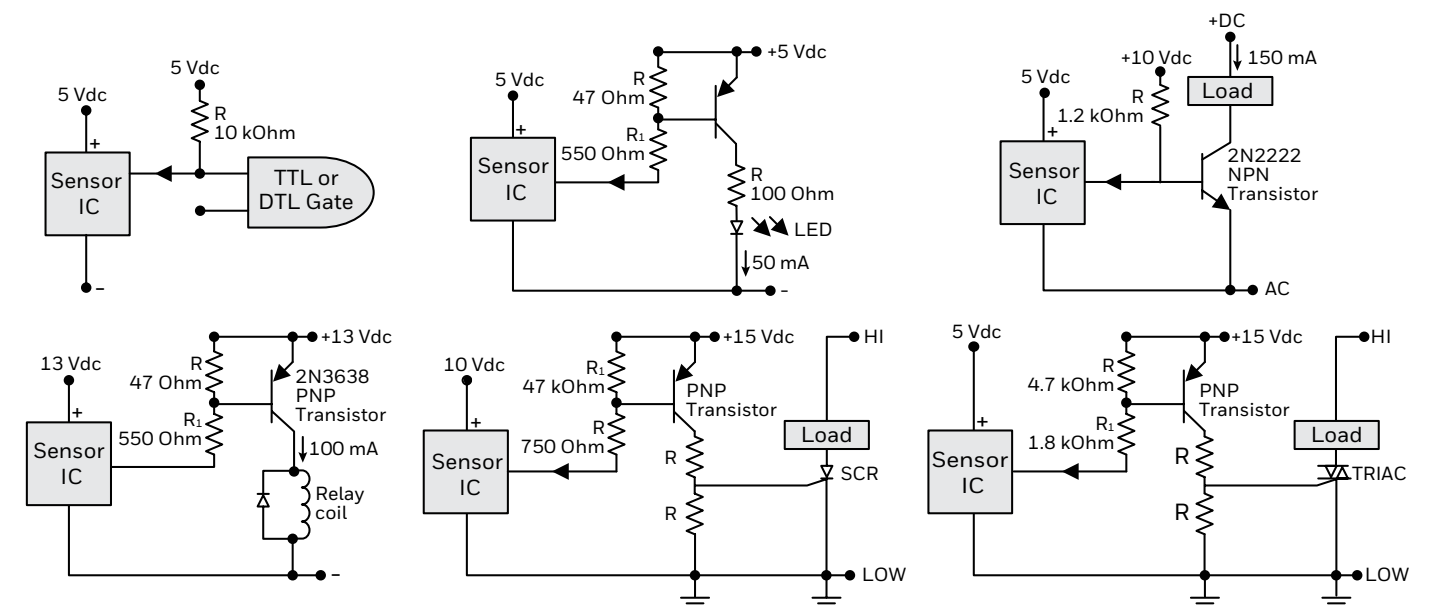 5 Vdc
5 Vdc
R
10 kOhm
+
Sensor
IC
TTL or
DTL Gate
-
+5 Vdc
5 Vdc
R
47 Ohm
+
R₁
550 Ohm
Sensor
IC
R
100 Ohm
LED
50 mA
-
+DC
150 mA
+10 Vdc
5 Vdc
Load
R
1.2 kOhm
+
Sensor
IC
2N2222
NPN
Transistor
AC
+13 Vdc
13 Vdc
R
47 Ohm
2N3638
PNP
Transistor
+
R₁
550 Ohm
Sensor
IC
100 mA
Relay
coil
-
+15 Vdc
HI
10 Vdc
R₁
47 kOhm
PNP
Transistor
+
R
750 Ohm
Load
Sensor
IC
R
SCR
R
LOW
+15 Vdc
HI
5 Vdc
R
4.7 kOhm
PNP
Transistor
+
R₁
1.8 kOhm
Load
Sensor
IC
R
TRIAC
R
LOW